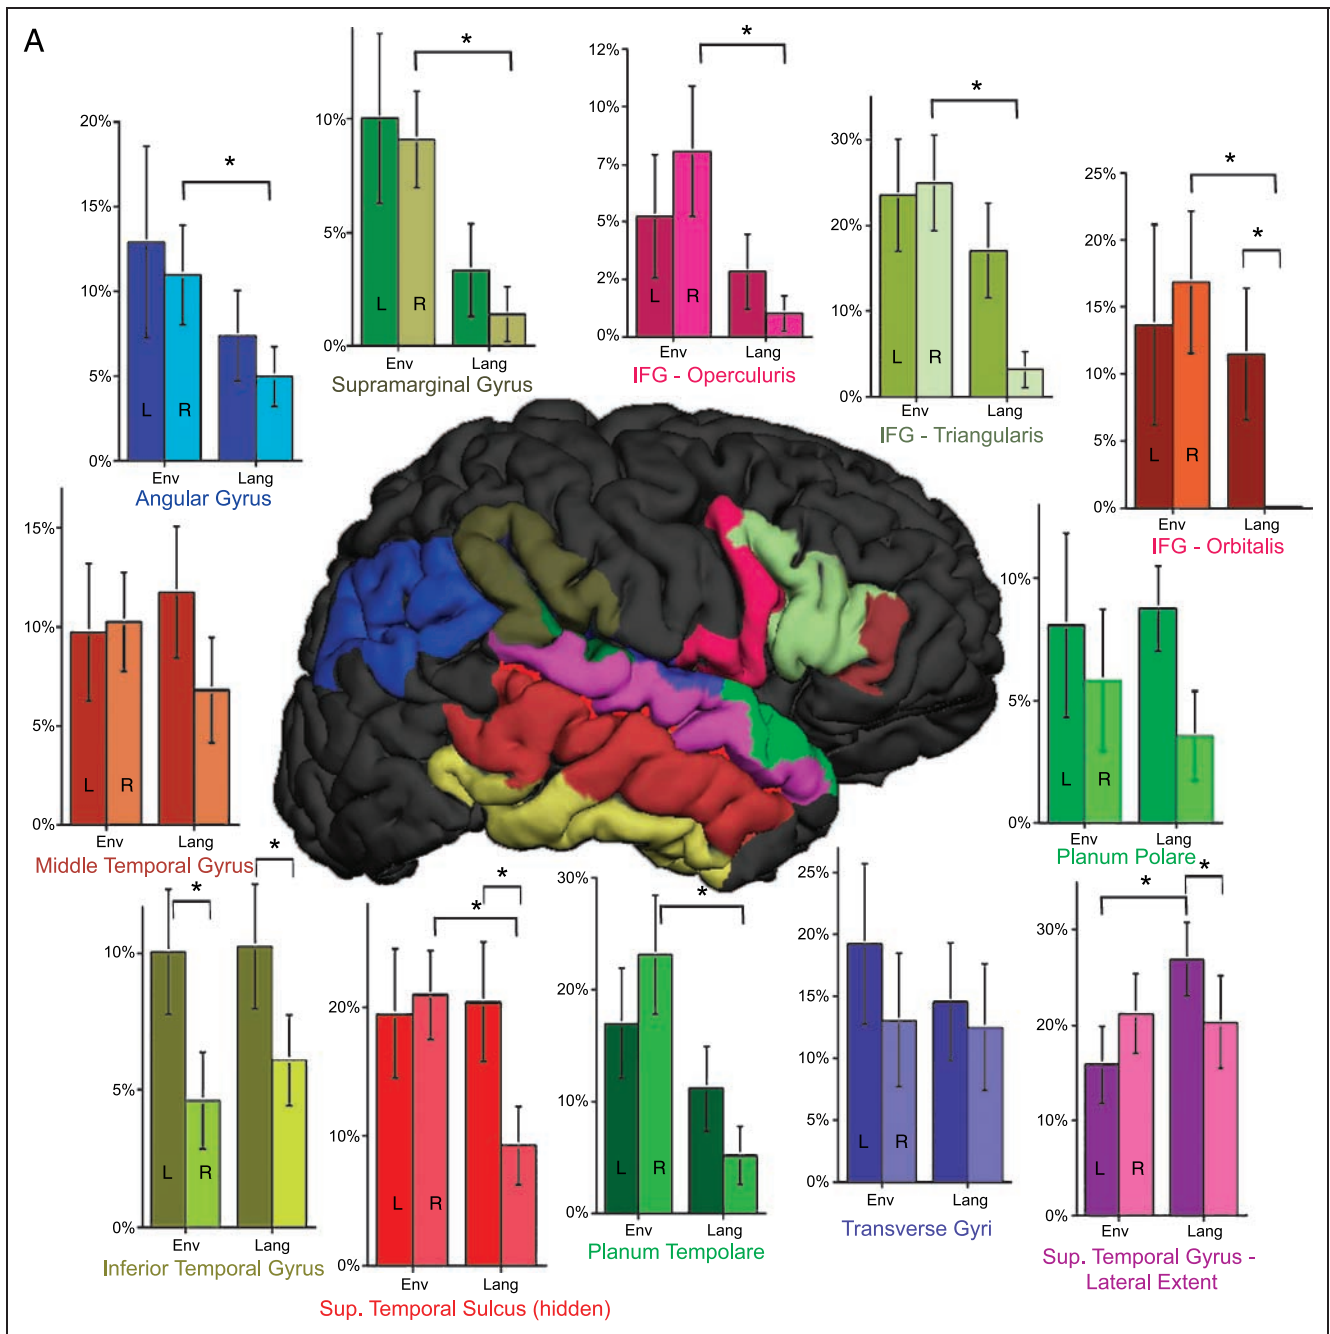 A
*
20%
15%
10%
5%
0%
L
R
Env
Lang
Angular Gyrus
*
10%
5%
0%
L
R
Env
Lang
Supramarginal Gyrus
*
12%
10%
7%
5%
2%
0%
L
R
Env
Lang
IFG - Operculuris
*
30%
20%
10%
0%
L
R
Env
Lang
IFG - Triangularis
*
*
25%
20%
15%
10%
5%
0%
L
R
Env
Lang
IFG - Orbitalis
15%
10%
5%
0%
L
R
Env
Lang
Middle Temporal Gyrus
10%
5%
0%
L
R
Env
Lang
Planum Polare
*
*
10%
5%
0%
L
R
Env
Lang
Inferior Temporal Gyrus
*
*
20%
10%
0%
L
R
Env
Lang
Sup. Temporal Sulcus (hidden)
*
30%
20%
10%
0%
L
R
Env
Lang
Planum Tempolare
25%
20%
15%
10%
5%
0%
L
R
Env
Lang
Transverse Gyri
*
*
30%
20%
10%
0%
L
R
Env
Lang
Sup. Temporal Gyrus -
Lateral Extent